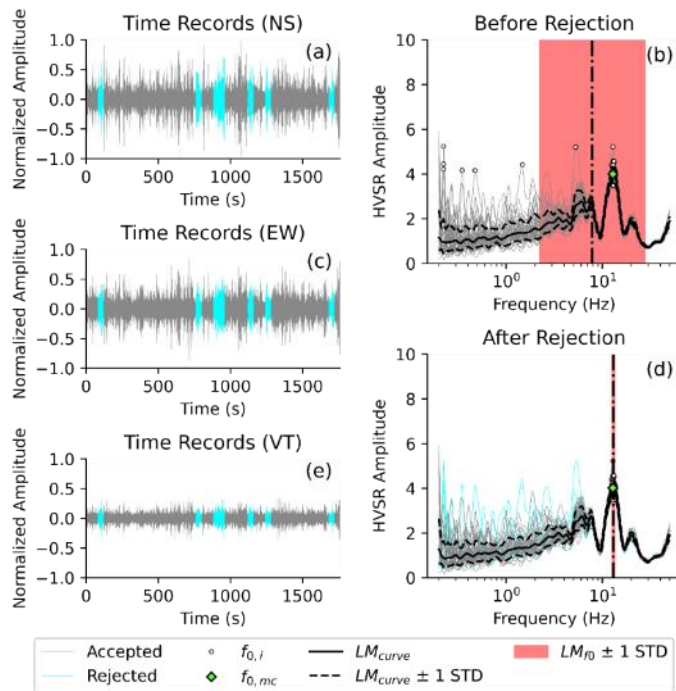 Time Records (NS)
(a)
Normalized Amplitude
1.0
0.5
0.0
−0.5
−1.0
0 500 1000 1500
Time (s)
Before Rejection
(b)
HVSR Amplitude
10
8
6
4
2
0
10⁰ 10¹
Frequency (Hz)
Time Records (EW)
(c)
Normalized Amplitude
1.0
0.5
0.0
−0.5
−1.0
0 500 1000 1500
Time (s)
After Rejection
(d)
HVSR Amplitude
10
8
6
4
2
0
10⁰ 10¹
Frequency (Hz)
Time Records (VT)
(e)
Normalized Amplitude
1.0
0.5
0.0
−0.5
−1.0
0 500 1000 1500
Time (s)
Accepted
Rejected
f0,i
f0,mc
LMcurve
LMcurve ± 1 STD
LMf0 ± 1 STD